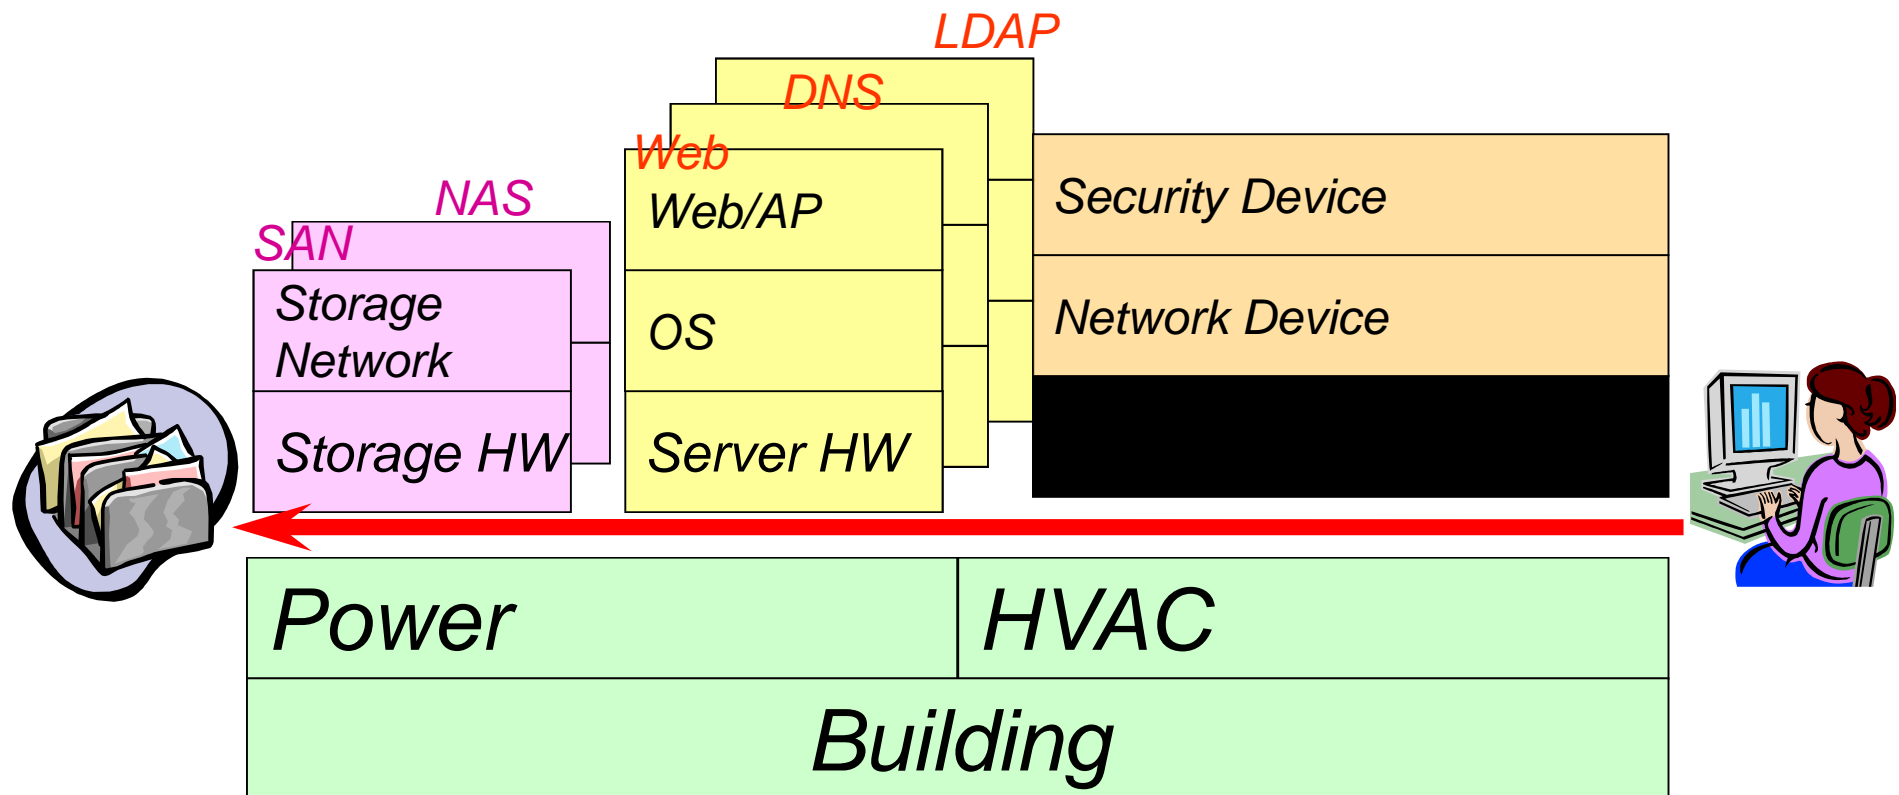 LDAP
DNS
Web
Web/AP
OS
Server HW
NAS
SAN
Storage
Network
Storage HW
Security Device
Network Device
Power
HVAC
Building